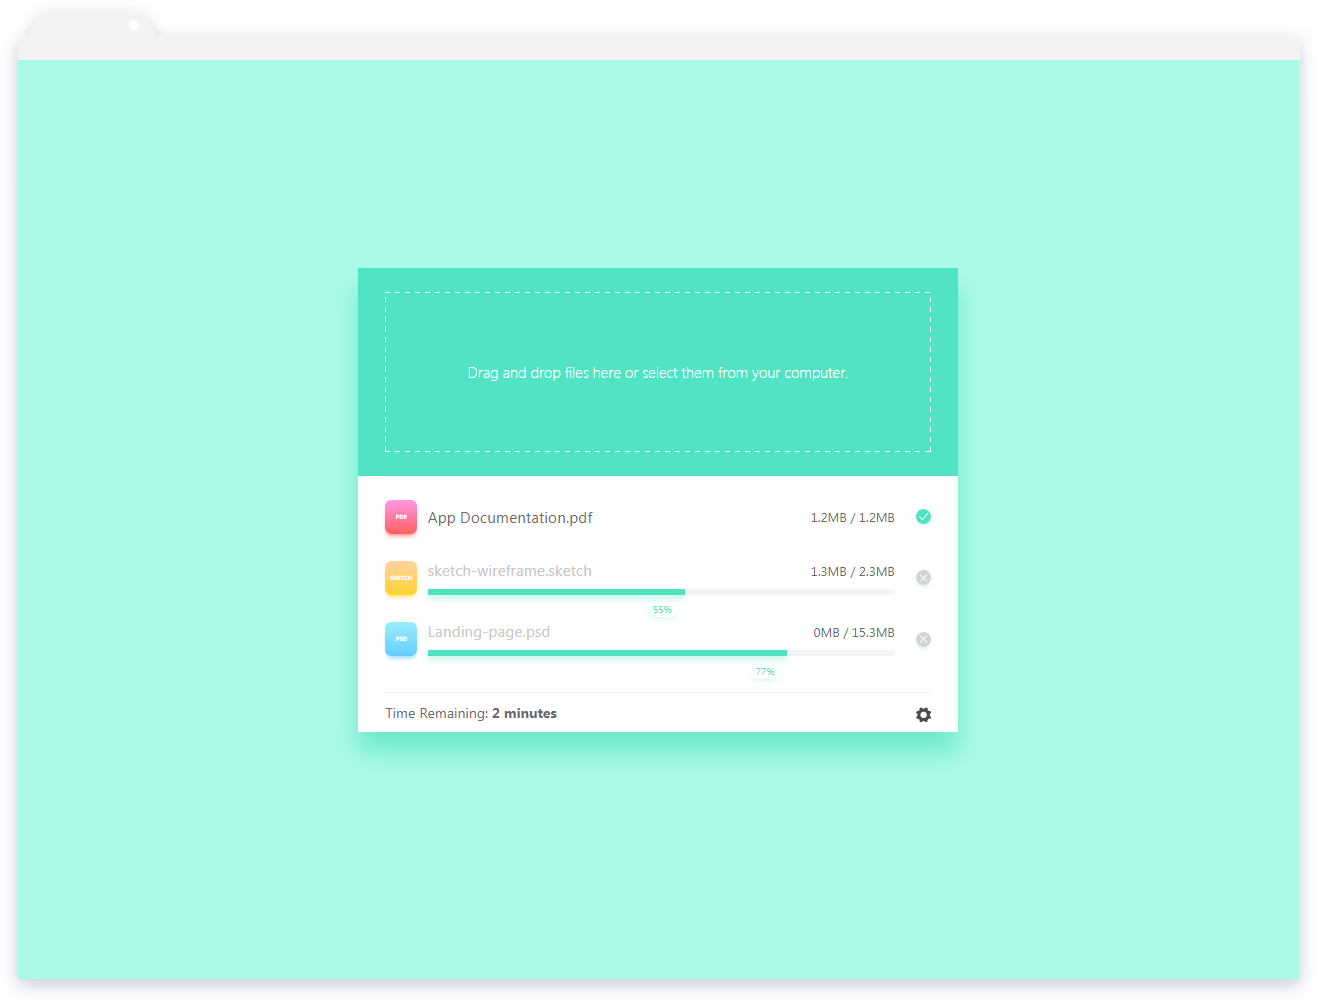 Drag and drop files here or select them from your computer.
PDF
App Documentation.pdf
1.2MB / 1.2MB
SKETCH
sketch-wireframe.sketch
1.3MB / 2.3MB
55%
PSD
Landing-page.psd
0MB / 15.3MB
77%
Time Remaining: 2 minutes